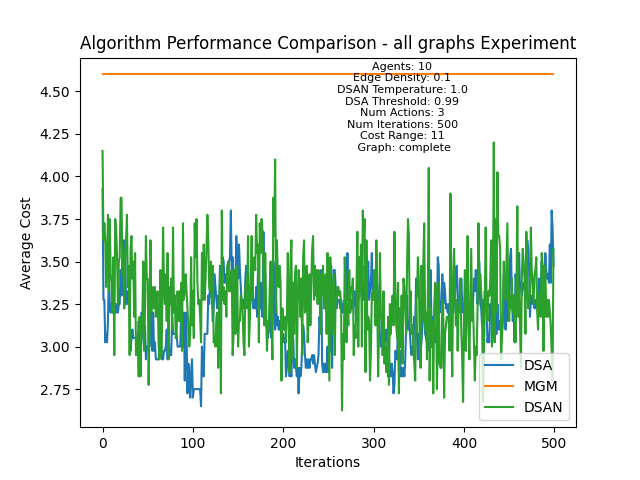 Algorithm Performance Comparison - all graphs Experiment
Agents: 10
Edge Density: 0.1
DSAN Temperature: 1.0
DSA Threshold: 0.99
Num Actions: 3
Num Iterations: 500
Cost Range: 11
Graph: complete
Average Cost
4.50
4.25
4.00
3.75
3.50
3.25
3.00
2.75
DSA
MGM
DSAN
0
100
200
300
400
500
Iterations